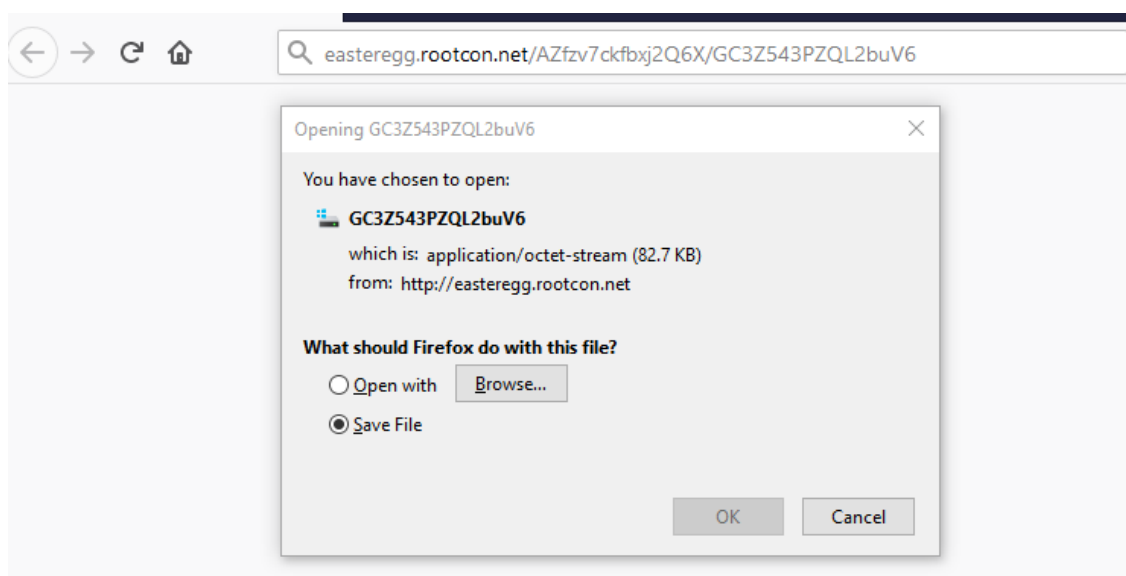 easteregg.rootcon.net/AZfzv7ckfbxj2Q6X/GC3Z543PZQL2buV6
Opening GC3Z543PZQL2buV6
You have chosen to open:
GC3Z543PZQL2buV6
which is: application/octet-stream (82.7 KB)
from: http://easteregg.rootcon.net
What should Firefox do with this file?
Open with Browse...
Save File
OK Cancel